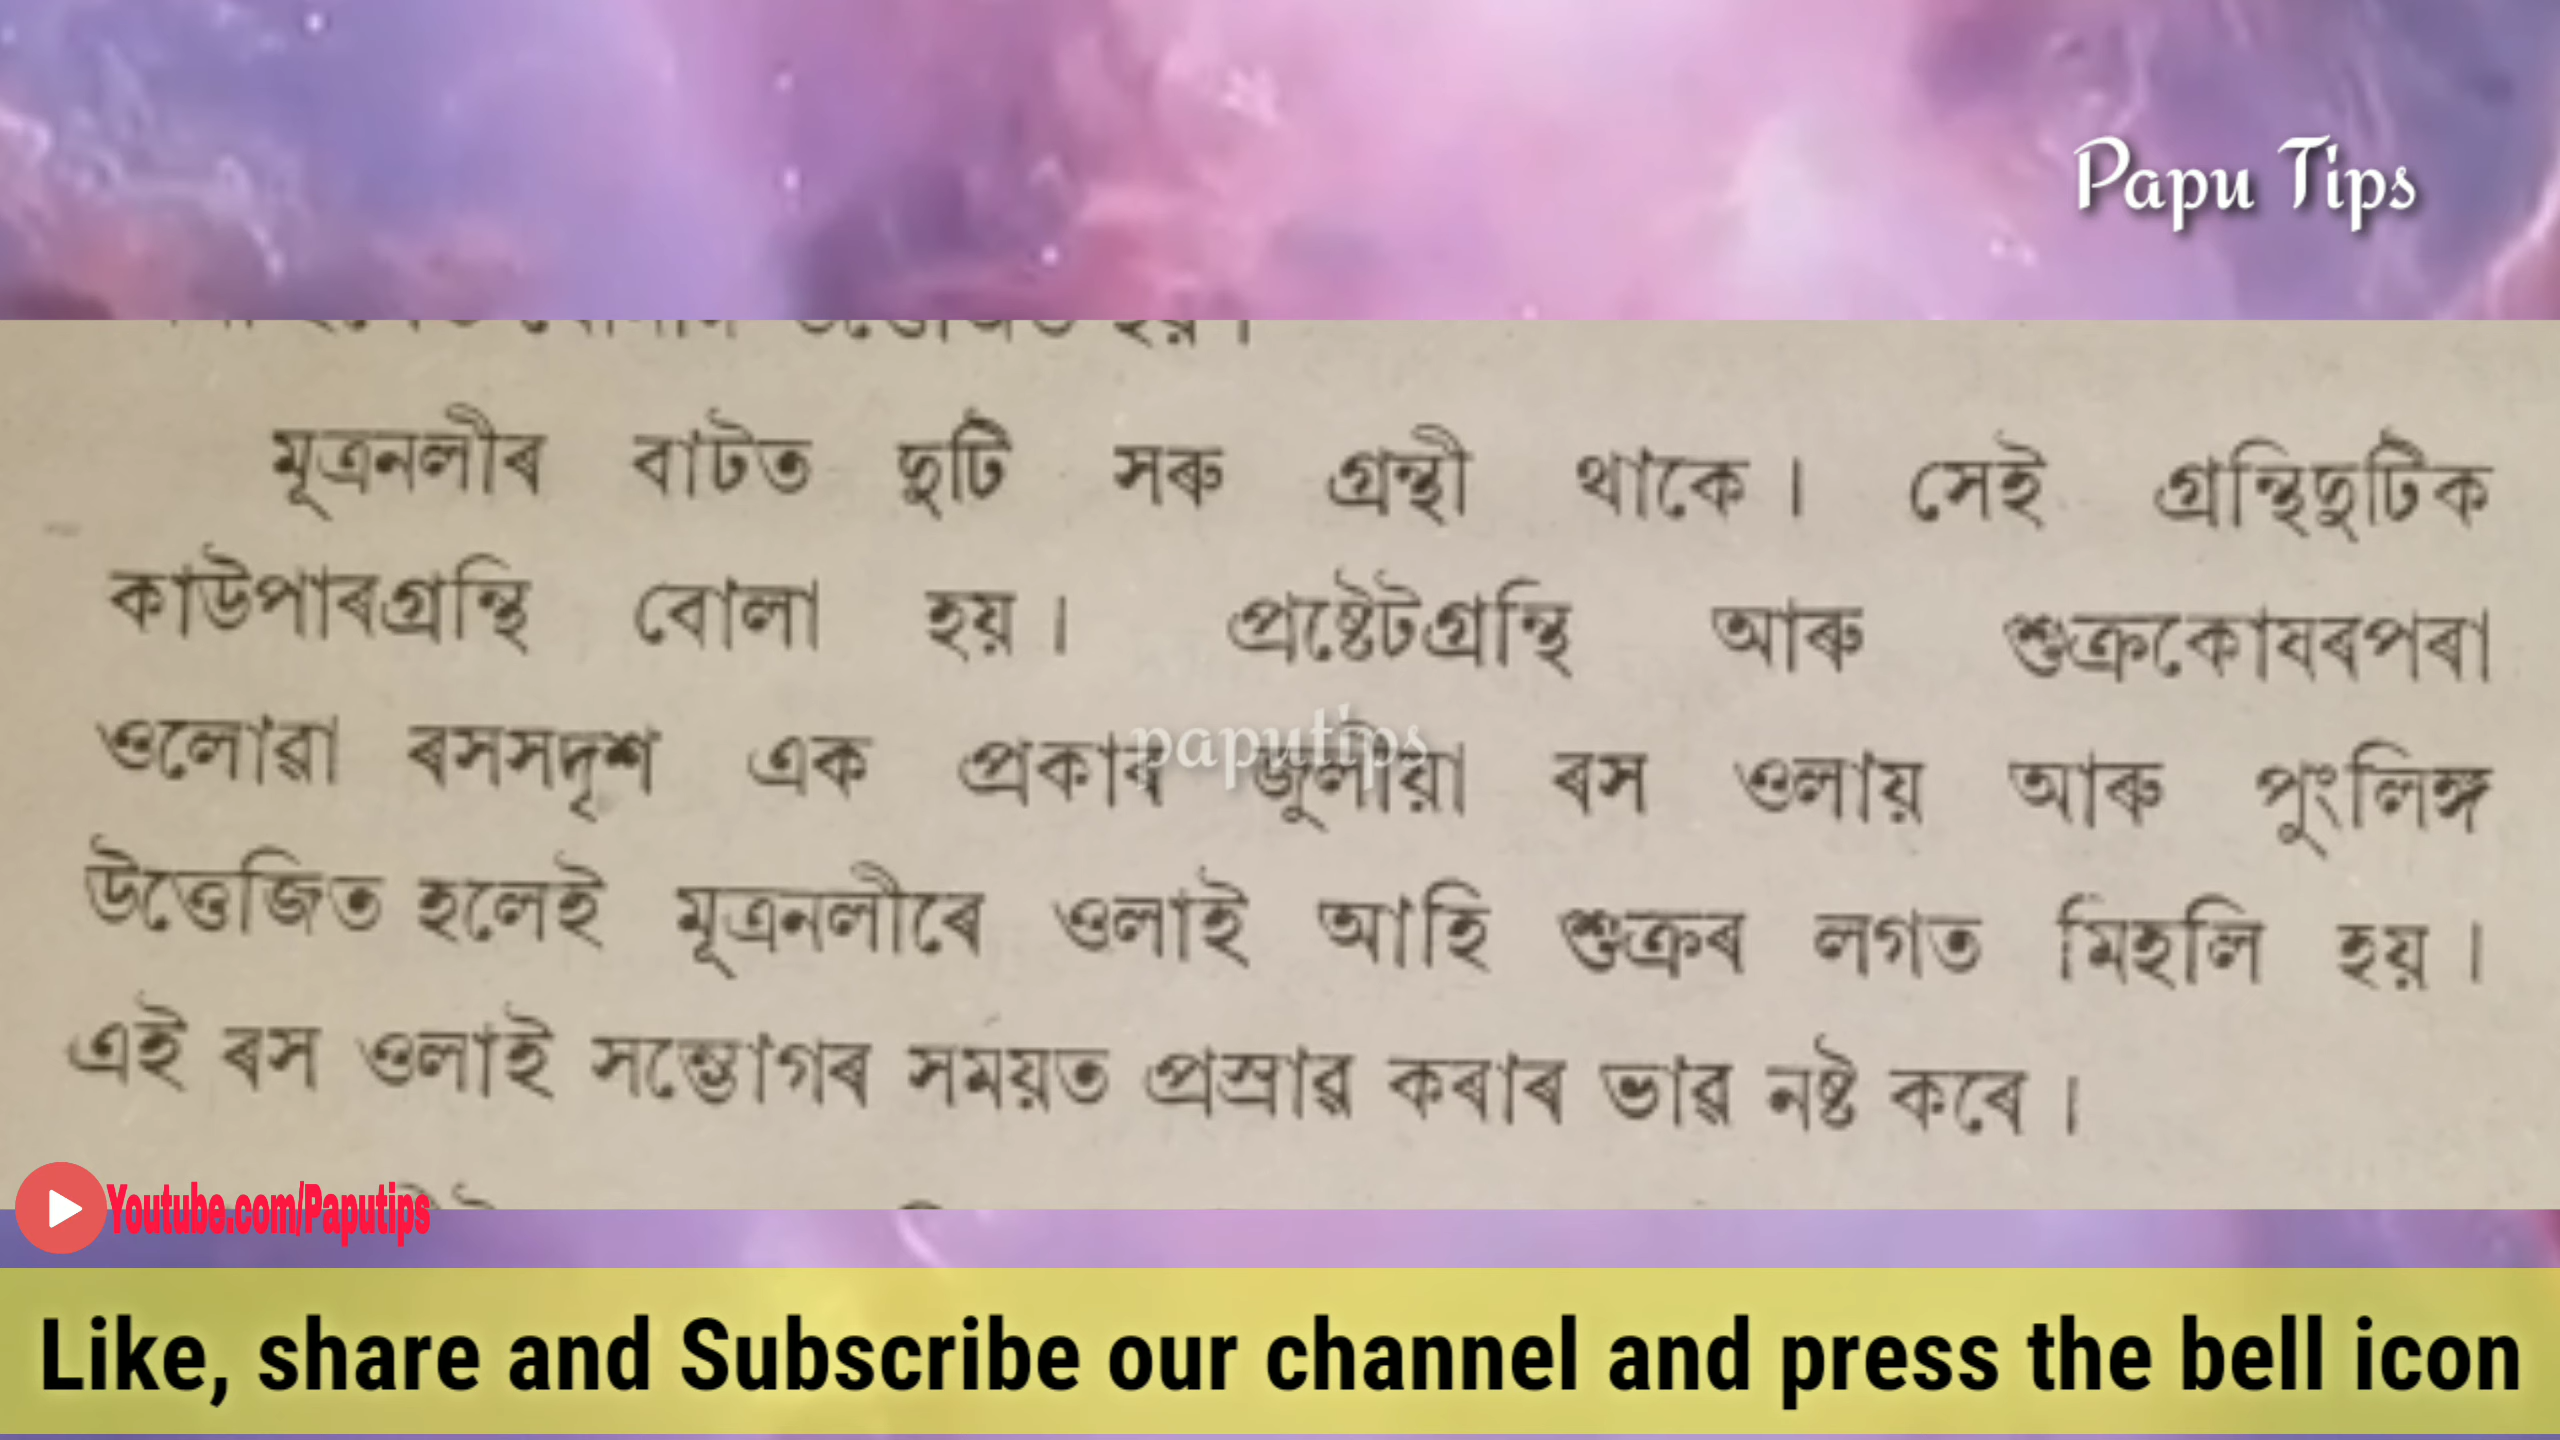 Papu Tips
মূত্ৰনলীৰ বাটত দুটি সৰু গ্ৰন্থী থাকে। সেই গ্ৰন্থিদুটিক
কাউপাৰগ্ৰন্থি বোলা হয়। প্ৰষ্টেটগ্ৰন্থি আৰু শুক্ৰকোষৰপৰা
ওলোৱা ৰসসদৃশ এক প্ৰকাৰ জুলীয়া ৰস ওলায় আৰু পুংলিঙ্গ
paputips
উত্তেজিত হলেই মূত্ৰনলীৰে ওলাই আহি শুক্ৰৰ লগত মিহলি হয়।
এই ৰস ওলাই সম্ভোগৰ সময়ত প্ৰস্ৰাৱ কৰাৰ ভাৱ নষ্ট কৰে।
Youtube.com/Paputips
Like, share and Subscribe our channel and press the bell icon